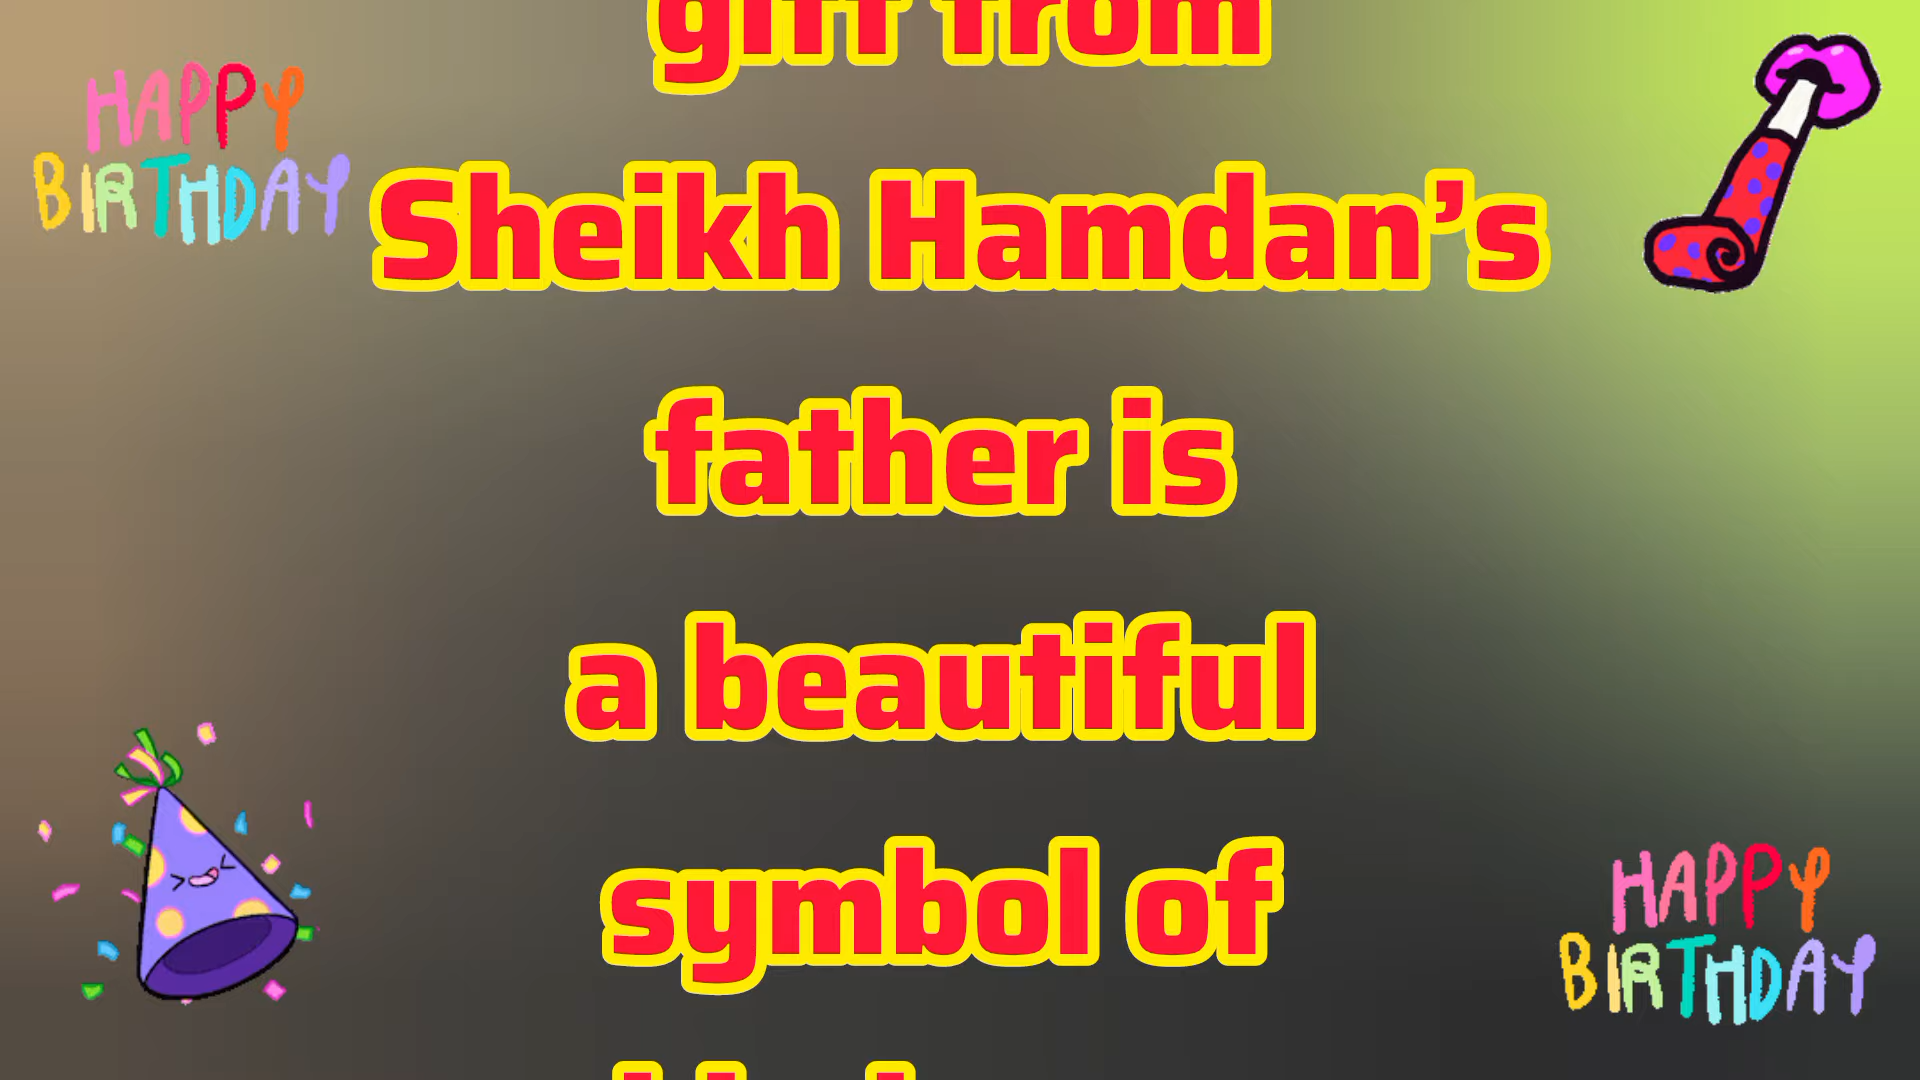 HAPPY
BIRTHDAY
gift from
Sheikh Hamdan’s
father is
a beautiful
symbol of
HAPPY
BIRTHDAY